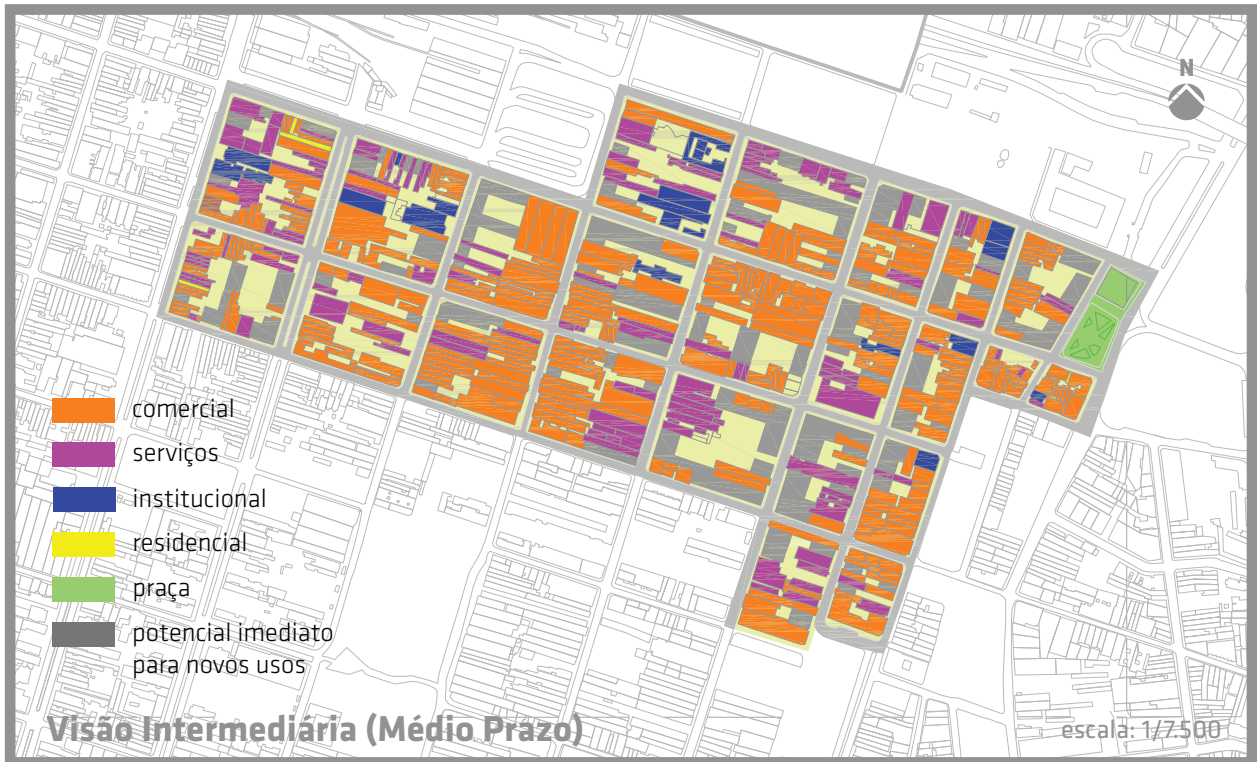 N
comercial
serviços
institucional
residencial
praça
potencial imediato
para novos usos
Visão Intermediária (Médio Prazo)
escala: 1/7.500